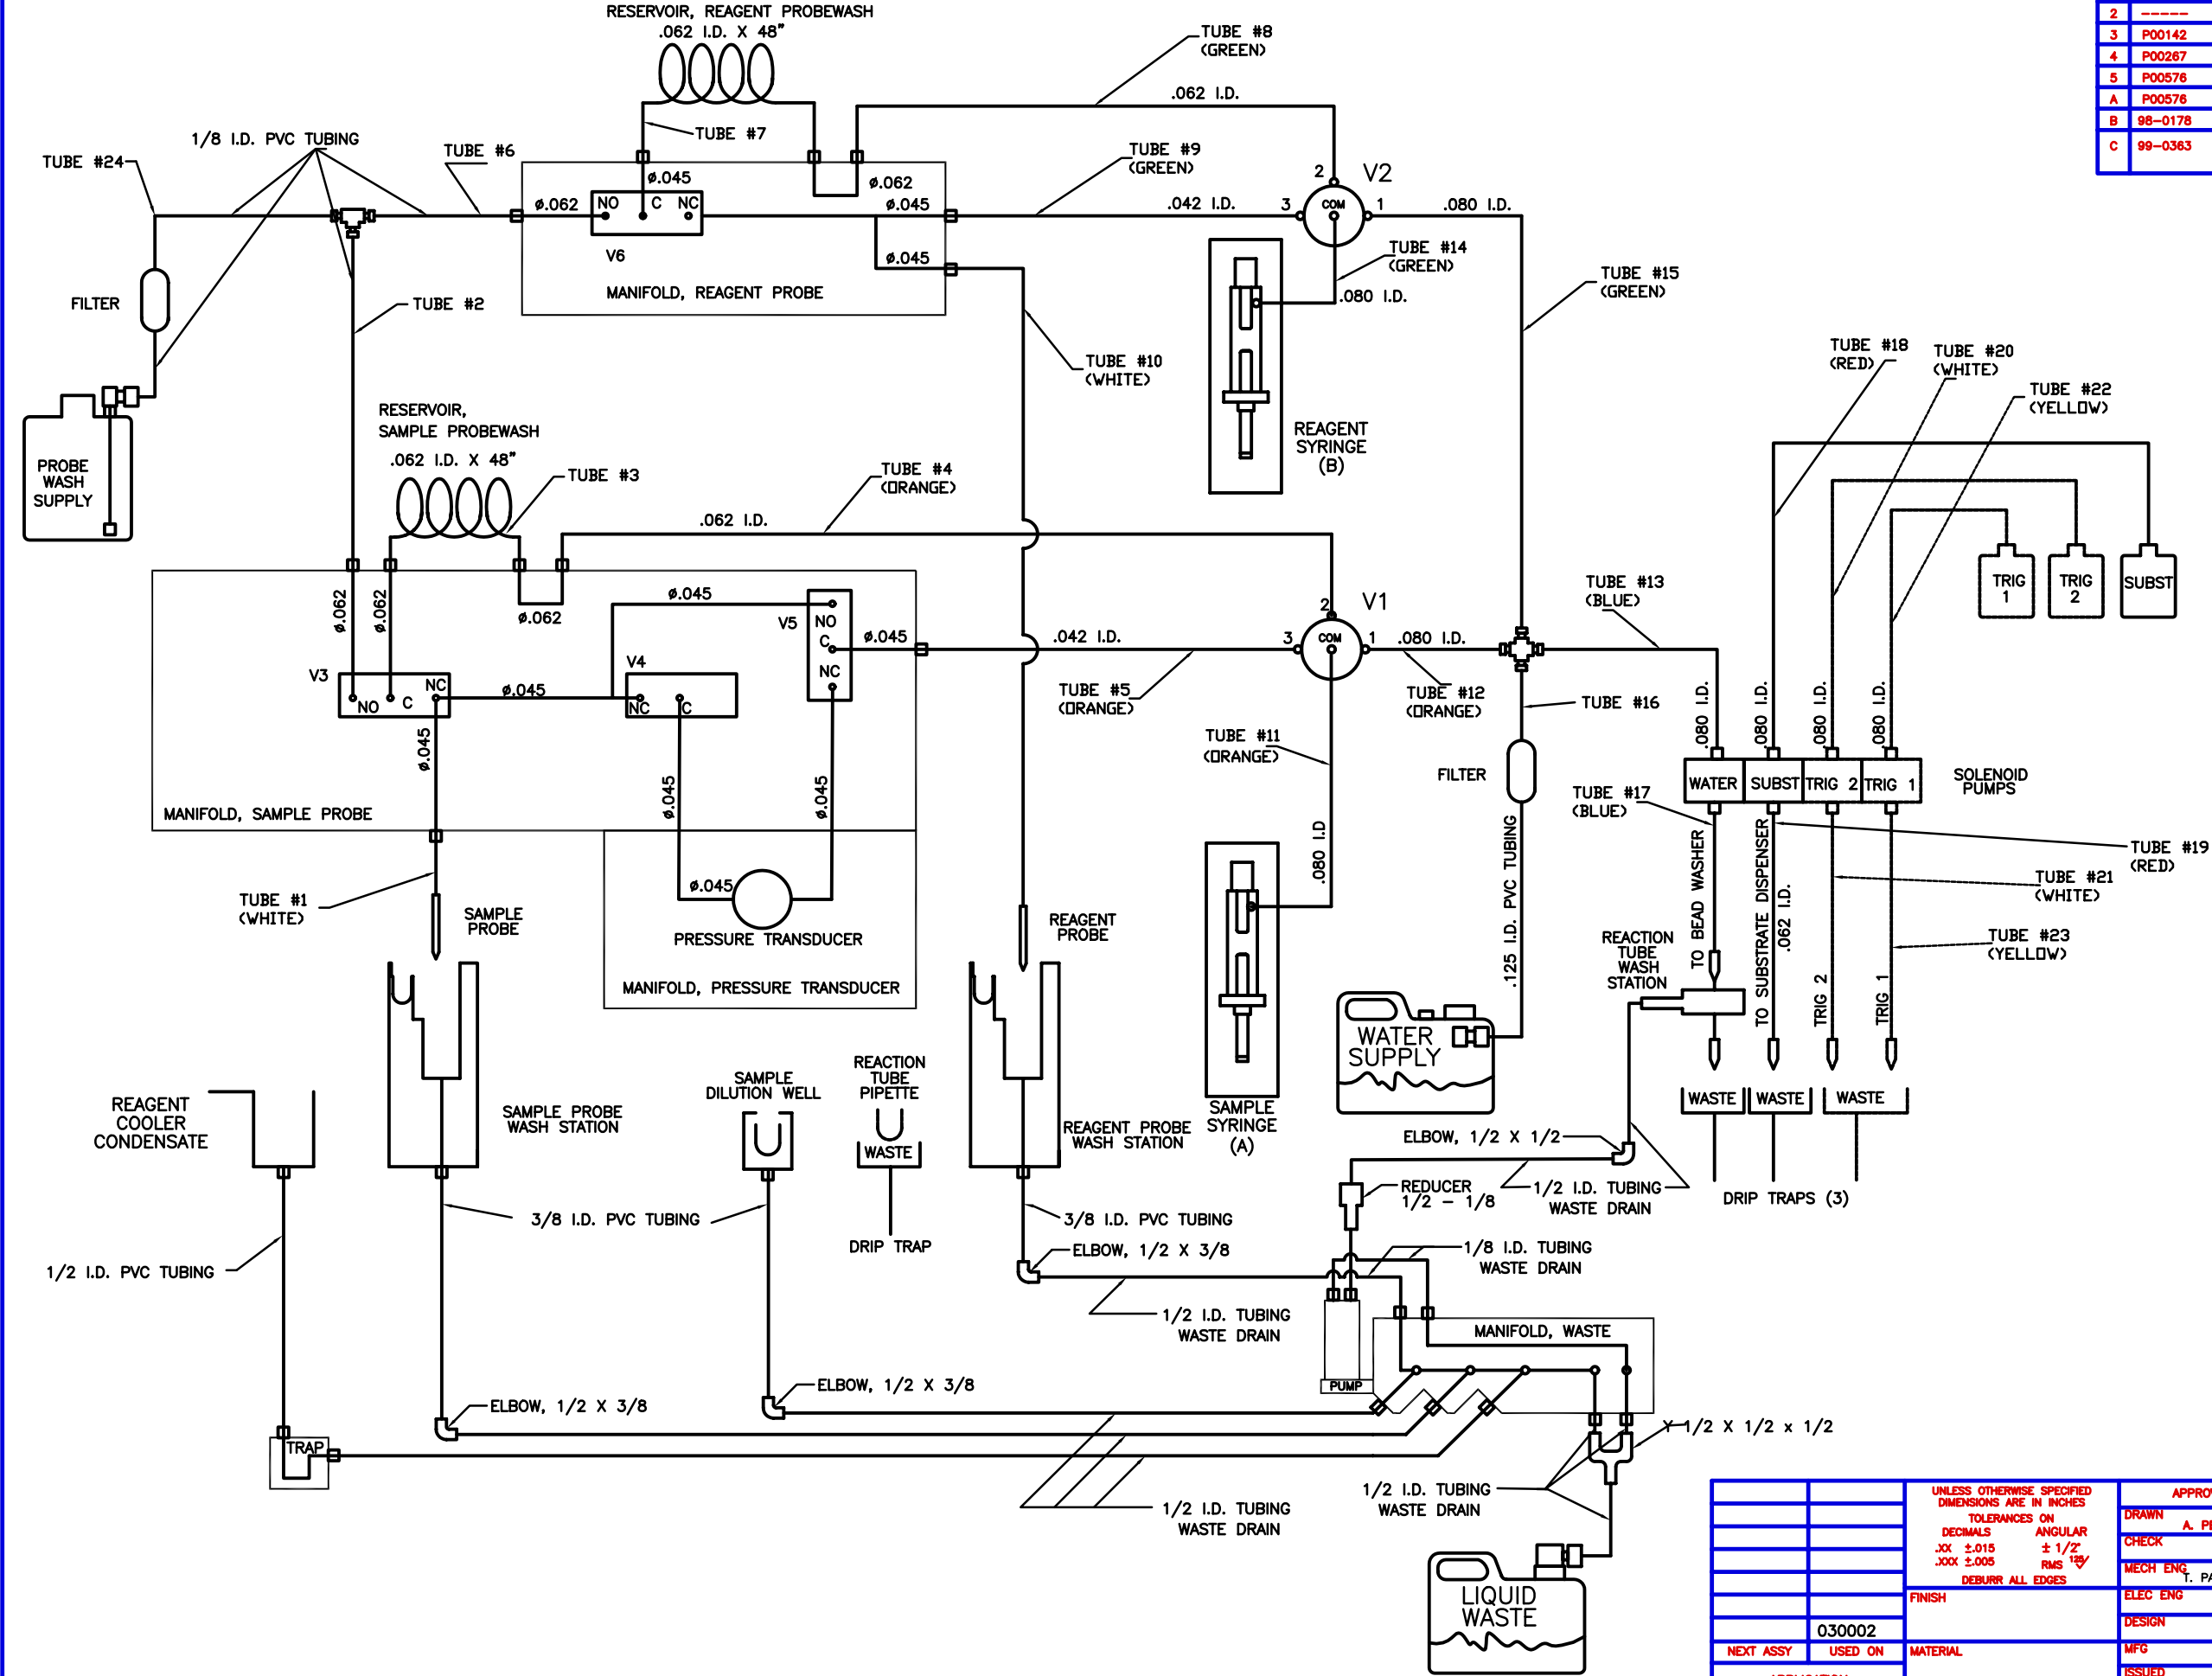 RESERVOIR, REAGENT PROBEWASH
.062 I.D. X 48"
TUBE #8
(GREEN)
.062 I.D.
2 -----
3 P00142
4 P00267
5 P00576
A P00576
B 98-0178
C 99-0363
1/8 I.D. PVC TUBING
TUBE #24
TUBE #6
TUBE #7
TUBE #9
(GREEN)
ø.045
ø.062
ø.062
NO C NC
ø.045
V6
ø.045
MANIFOLD, REAGENT PROBE
.042 I.D.
2
V2
3
COM
1
.080 I.D.
TUBE #14
(GREEN)
.080 I.D.
TUBE #15
(GREEN)
FILTER
TUBE #2
TUBE #10
(WHITE)
REAGENT
SYRINGE
(B)
TUBE #18
(RED)
TUBE #20
(WHITE)
TUBE #22
(YELLOW)
PROBE
WASH
SUPPLY
RESERVOIR,
SAMPLE PROBEWASH
.062 I.D. X 48"
TUBE #3
TUBE #4
(ORANGE)
.062 I.D.
TRIG
1
TRIG
2
SUBST
ø.062
ø.062
ø.062
ø.045
V5
NO
C
NC
ø.045
V3
NO C NC
ø.045
V4
NC C
ø.045
ø.045
ø.045
MANIFOLD, SAMPLE PROBE
.042 I.D.
TUBE #5
(ORANGE)
2
V1
3
COM
1
.080 I.D.
TUBE #12
(ORANGE)
TUBE #13
(BLUE)
TUBE #16
TUBE #11
(ORANGE)
.080 I.D
FILTER
.125 I.D. PVC TUBING
.080 I.D.
.080 I.D.
.080 I.D.
.080 I.D.
WATER SUBST TRIG 2 TRIG 1
SOLENOID
PUMPS
TUBE #17
(BLUE)
TUBE #19
(RED)
TUBE #21
(WHITE)
TUBE #23
(YELLOW)
TO BEAD WASHER
TO SUBSTRATE DISPENSER
.062 I.D.
TRIG 2
TRIG 1
TUBE #1
(WHITE)
SAMPLE
PROBE
ø.045
PRESSURE TRANSDUCER
MANIFOLD, PRESSURE TRANSDUCER
REAGENT
PROBE
REACTION
TUBE
WASH
STATION
WATER
SUPPLY
REAGENT
COOLER
CONDENSATE
SAMPLE PROBE
WASH STATION
SAMPLE
DILUTION WELL
REACTION
TUBE
PIPETTE
WASTE
DRIP TRAP
REAGENT PROBE
WASH STATION
SAMPLE
SYRINGE
(A)
WASTE WASTE WASTE
DRIP TRAPS (3)
ELBOW, 1/2 X 1/2
REDUCER
1/2 - 1/8
1/2 I.D. TUBING
WASTE DRAIN
3/8 I.D. PVC TUBING
3/8 I.D. PVC TUBING
ELBOW, 1/2 X 3/8
1/8 I.D. TUBING
WASTE DRAIN
1/2 I.D. PVC TUBING
1/2 I.D. TUBING
WASTE DRAIN
MANIFOLD, WASTE
PUMP
ELBOW, 1/2 X 3/8
ELBOW, 1/2 X 3/8
TRAP
Y 1/2 X 1/2 x 1/2
1/2 I.D. TUBING
WASTE DRAIN
1/2 I.D. TUBING
WASTE DRAIN
LIQUID
WASTE
UNLESS OTHERWISE SPECIFIED
DIMENSIONS ARE IN INCHES
TOLERANCES ON
DECIMALS ANGULAR
.XX ±.015 ± 1/2°
.XXX ±.005 RMS 125
DEBURR ALL EDGES
FINISH
MATERIAL
030002
NEXT ASSY USED ON
DRAWN
CHECK
MECH ENG
ELEC ENG
DESIGN
MFG
ISSUED